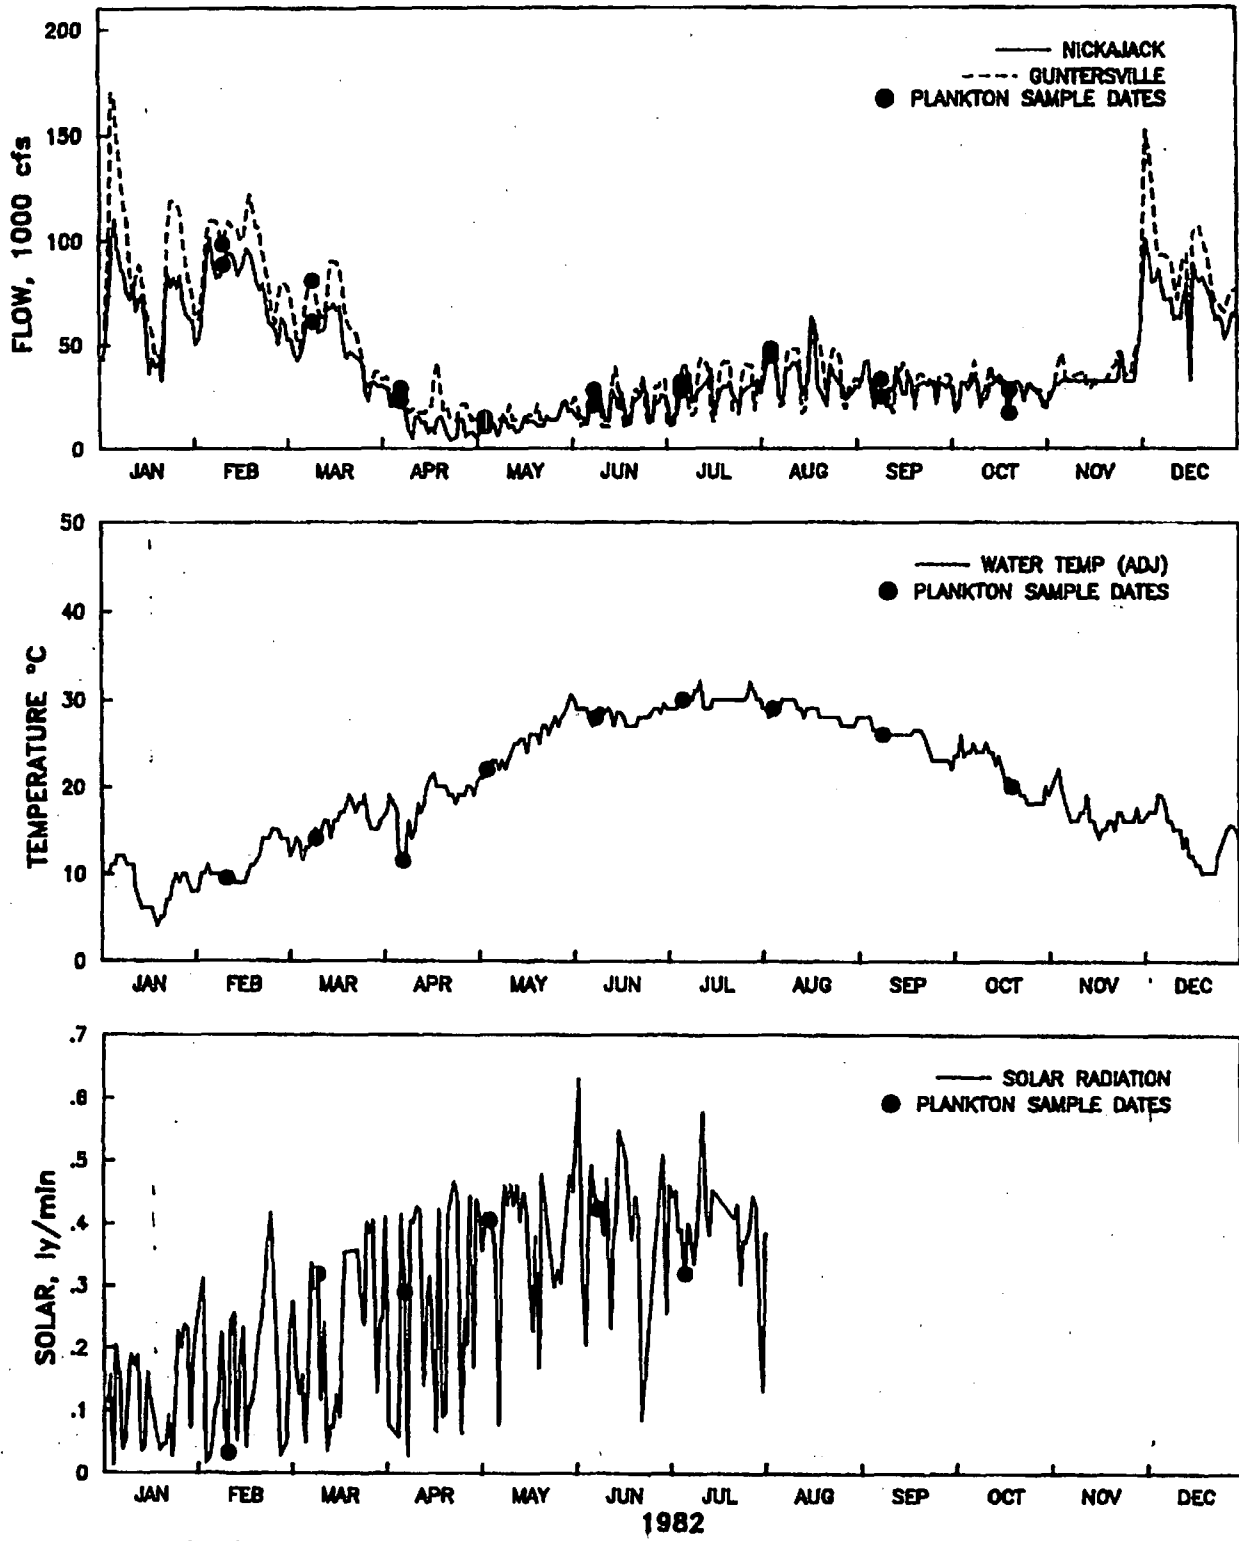 200
150
100
50
0
FLOW, 1000 cfs
NICKAJACK
GUNTERSVILLE
PLANKTON SAMPLE DATES
JAN FEB MAR APR MAY JUN JUL AUG SEP OCT NOV DEC
50
40
30
20
10
0
TEMPERATURE °C
WATER TEMP (ADJ)
PLANKTON SAMPLE DATES
JAN FEB MAR APR MAY JUN JUL AUG SEP OCT NOV DEC
.7
.6
.5
.4
.3
.2
.1
0
SOLAR, ly/min
SOLAR RADIATION
PLANKTON SAMPLE DATES
JAN FEB MAR APR MAY JUN JUL AUG SEP OCT NOV DEC
1982